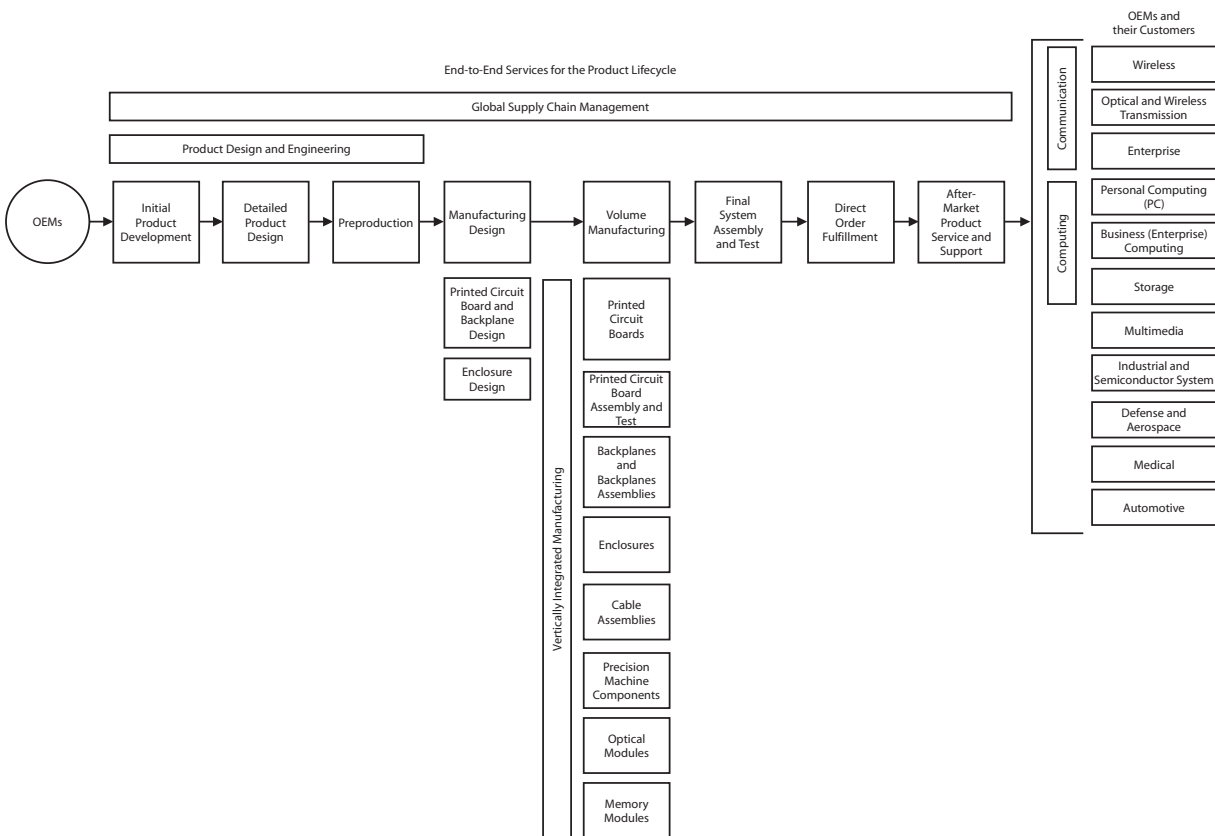 OEMs and
their Customers
End-to-End Services for the Product Lifecycle
Global Supply Chain Management
Product Design and Engineering
OEMs
Initial
Product
Development
Detailed
Product
Design
Preproduction
Manufacturing
Design
Volume
Manufacturing
Final
System
Assembly
and Test
Direct
Order
Fulfillment
After-
Market
Product
Service and
Support
Printed Circuit
Board and
Backplane
Design
Enclosure
Design
Vertically Integrated Manufacturing
Printed
Circuit
Boards
Printed Circuit
Board
Assembly and
Test
Backplanes
and
Backplanes
Assemblies
Enclosures
Cable
Assemblies
Precision
Machine
Components
Optical
Modules
Memory
Modules
Communication
Computing
Wireless
Optical and Wireless
Transmission
Enterprise
Personal Computing
(PC)
Business (Enterprise)
Computing
Storage
Multimedia
Industrial and
Semiconductor System
Defense and
Aerospace
Medical
Automotive